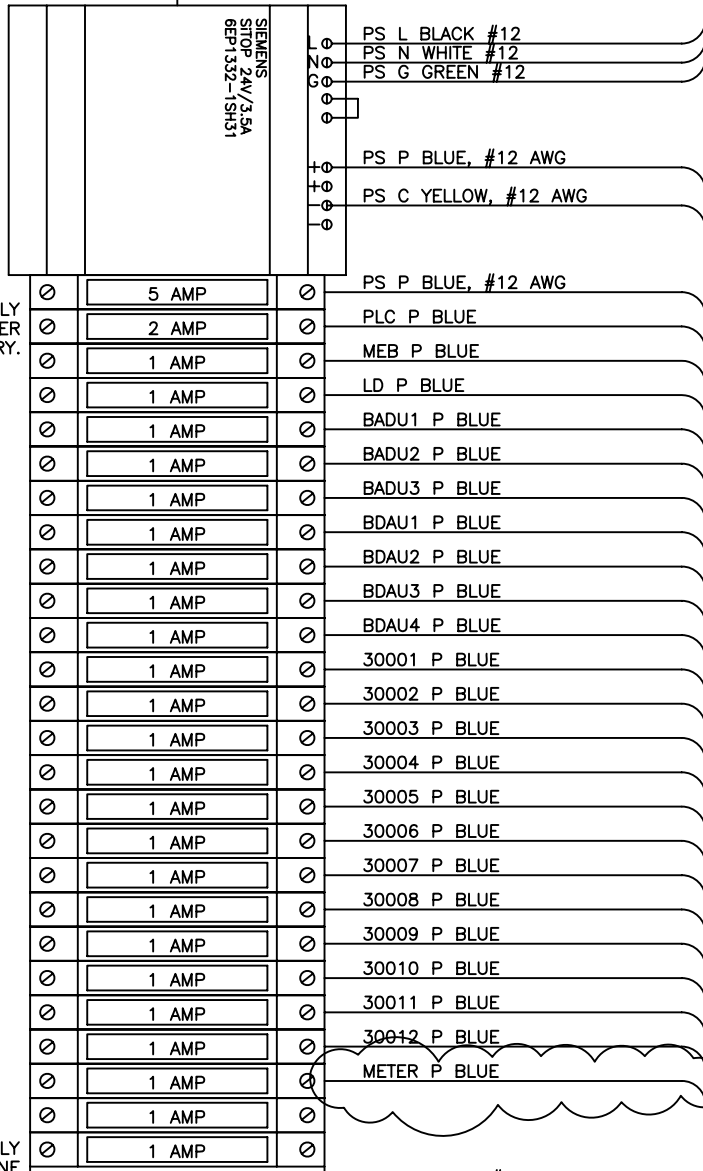 SIEMENS
SITOP 24V/3.5A
6EP1332-1SH31
L PS L BLACK #12
N PS N WHITE #12
G PS G GREEN #12
+ PS P BLUE, #12 AWG
+
- PS C YELLOW, #12 AWG
-
5 AMP PS P BLUE, #12 AWG
LY
2 AMP PLC P BLUE
ER
RY.
1 AMP MEB P BLUE
1 AMP LD P BLUE
1 AMP BADU1 P BLUE
1 AMP BADU2 P BLUE
1 AMP BADU3 P BLUE
1 AMP BDAU1 P BLUE
1 AMP BDAU2 P BLUE
1 AMP BDAU3 P BLUE
1 AMP BDAU4 P BLUE
1 AMP 30001 P BLUE
1 AMP 30002 P BLUE
1 AMP 30003 P BLUE
1 AMP 30004 P BLUE
1 AMP 30005 P BLUE
1 AMP 30006 P BLUE
1 AMP 30007 P BLUE
1 AMP 30008 P BLUE
1 AMP 30009 P BLUE
1 AMP 30010 P BLUE
1 AMP 30011 P BLUE
1 AMP 30012 P BLUE
1 AMP METER P BLUE
1 AMP
1 AMP
LY